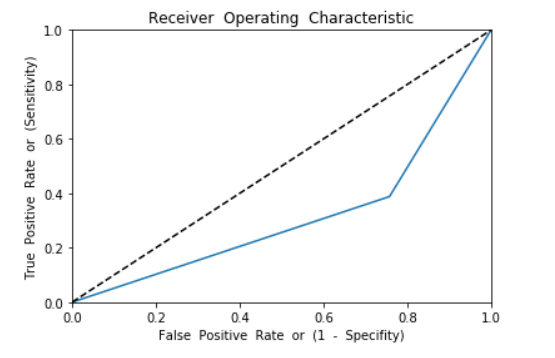 Receiver Operating Characteristic
1.0
0.8
0.6
0.4
0.2
0.0
True Positive Rate or (Sensitivity)
0.0 0.2 0.4 0.6 0.8 1.0
False Positive Rate or (1 - Specifity)